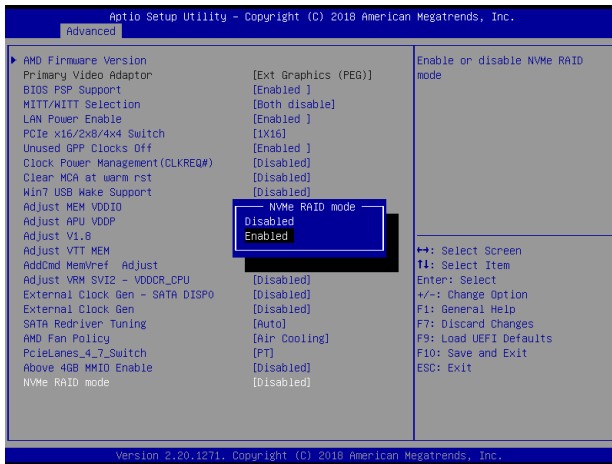 Aptio Setup Utility – Copyright (C) 2018 American Megatrends, Inc.
Advanced
AMD Firmware Version
Primary Video Adaptor [Ext Graphics (PEG)]
BIOS PSP Support [Enabled ]
MITT/WITT Selection [Both disable]
LAN Power Enable [Enabled ]
PCIe x16/2x8/4x4 Switch [1X16]
Unused GPP Clocks Off [Enabled ]
Clock Power Management(CLKREQ#) [Disabled]
Clear MCA at warm rst [Disabled]
Win7 USB Wake Support [Disabled]
Adjust MEM VDDIO
Adjust APU VDDP
Adjust V1.8
Adjust VTT MEM
AddCmd MemVref Adjust
Adjust VRM SVI2 - VDDCR_CPU [Disabled]
External Clock Gen - SATA DISP0 [Disabled]
External Clock Gen [Disabled]
SATA Redriver Tuning [Auto]
AMD Fan Policy [Air Cooling]
PcieLanes_4_7_Switch [PT]
Above 4GB MMIO Enable [Disabled]
NVMe RAID mode [Disabled]
NVMe RAID mode
Disabled
Enabled
Enable or disable NVMe RAID
mode
↔: Select Screen
↑↓: Select Item
Enter: Select
+/-: Change Option
F1: General Help
F7: Discard Changes
F9: Load UEFI Defaults
F10: Save and Exit
ESC: Exit
Version 2.20.1271. Copyright (C) 2018 American Megatrends, Inc.